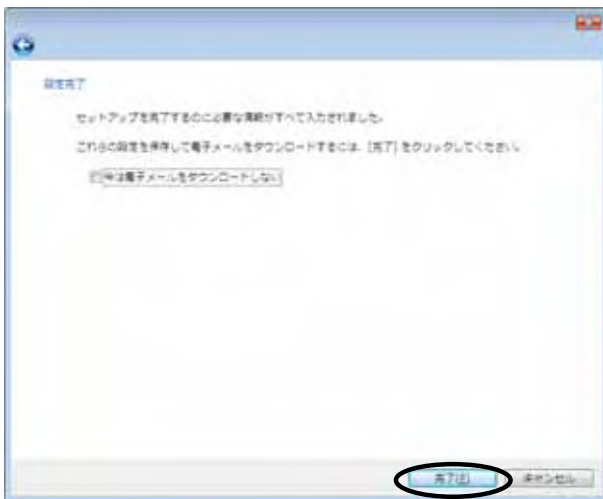 設定完了
セットアップを完了するのに必要な情報がすべて入力されました。
これらの設定を保存して電子メールをダウンロードするには、[完了] をクリックしてください。
今は電子メールをダウンロードしない
完了(F) キャンセル